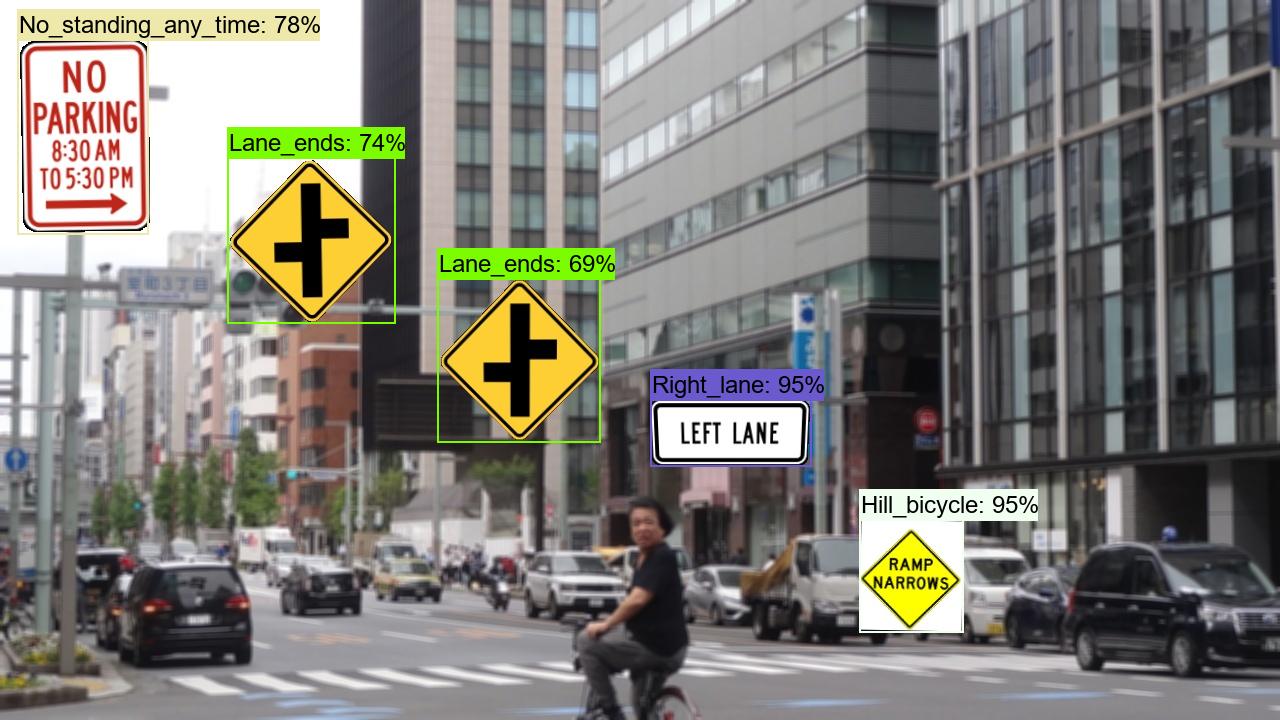 No_standing_any_time: 78%
NO
PARKING
8:30 AM
TO 5:30 PM
Lane_ends: 74%
Lane_ends: 69%
Right_lane: 95%
LEFT LANE
Hill_bicycle: 95%
RAMP
NARROWS